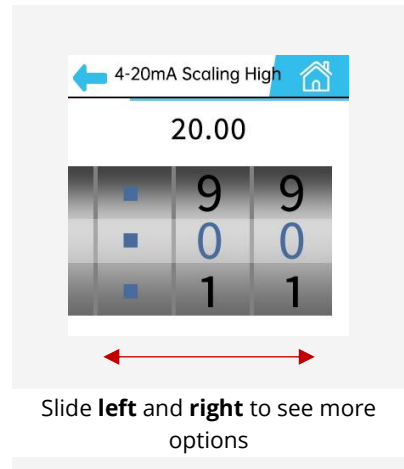 4-20mA Scaling High
20.00
9 9
0 0
1 1
Slide left and right to see more
options